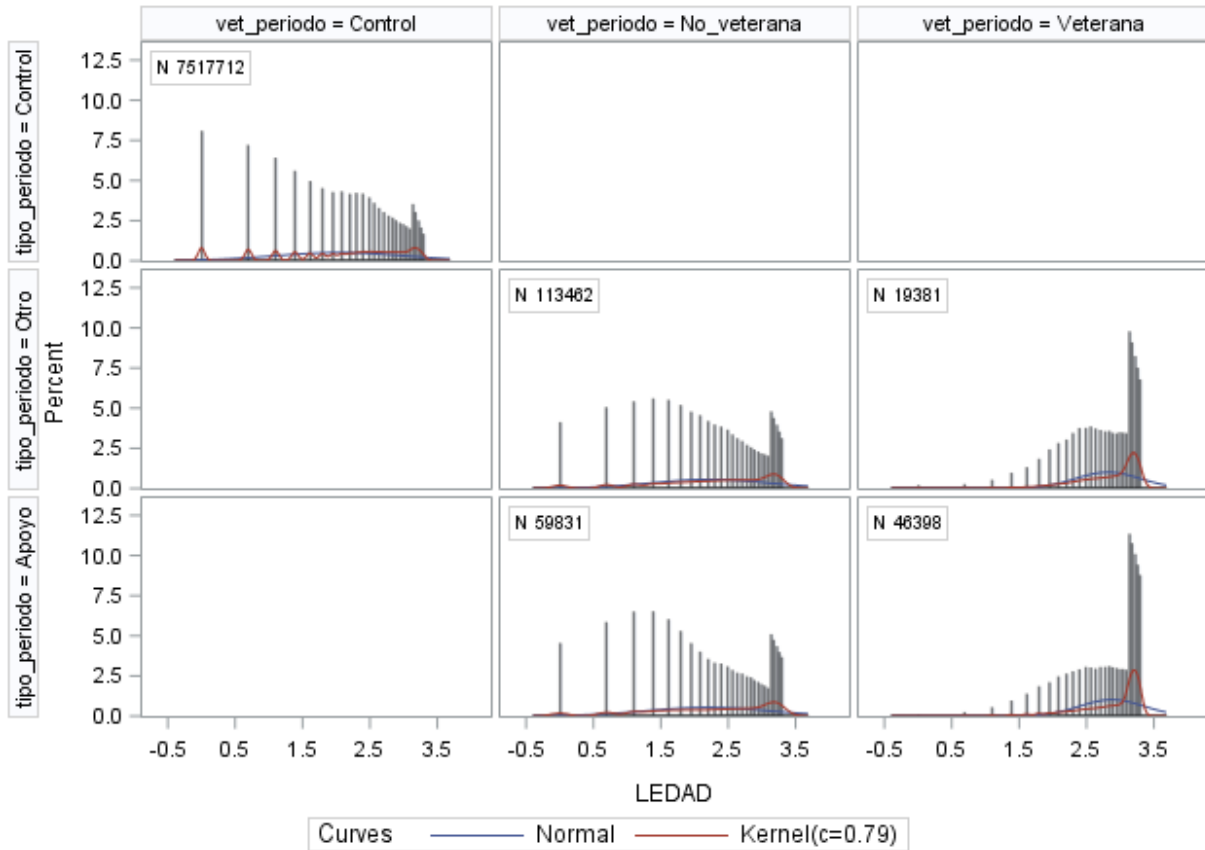 vet_periodo = Control
vet_periodo = No_veterana
vet_periodo = Veterana
tipo_periodo = Control
12.5
10.0
7.5
5.0
2.5
0.0
N 7517712
tipo_periodo = Otro
Percent
12.5
10.0
7.5
5.0
2.5
0.0
N 113462
N 19381
tipo_periodo = Apoyo
12.5
10.0
7.5
5.0
2.5
0.0
N 59831
N 46398
-0.5 0.5 1.5 2.5 3.5
-0.5 0.5 1.5 2.5 3.5
-0.5 0.5 1.5 2.5 3.5
LEDAD
Curves Normal Kernel(c=0.79)